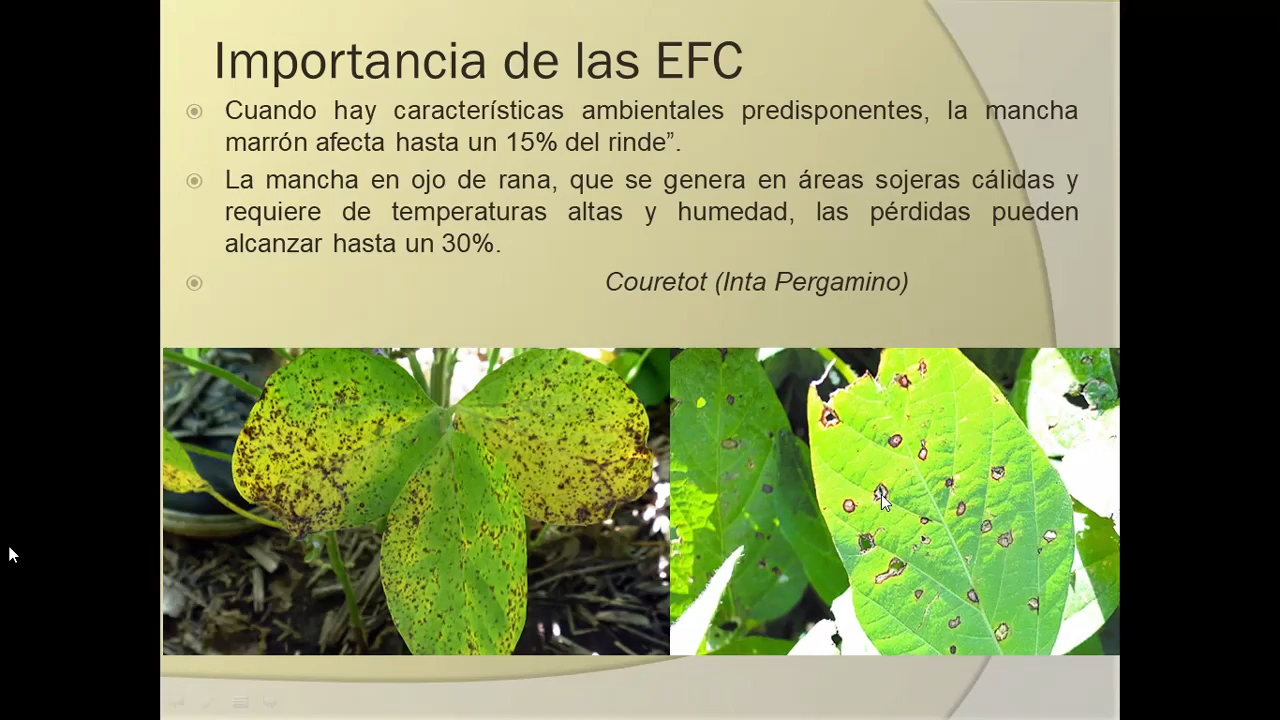 Importancia de las EFC
Cuando hay características ambientales predisponentes, la mancha
marrón afecta hasta un 15% del rinde”.
La mancha en ojo de rana, que se genera en áreas sojeras cálidas y
requiere de temperaturas altas y humedad, las pérdidas pueden
alcanzar hasta un 30%.
Couretot (Inta Pergamino)